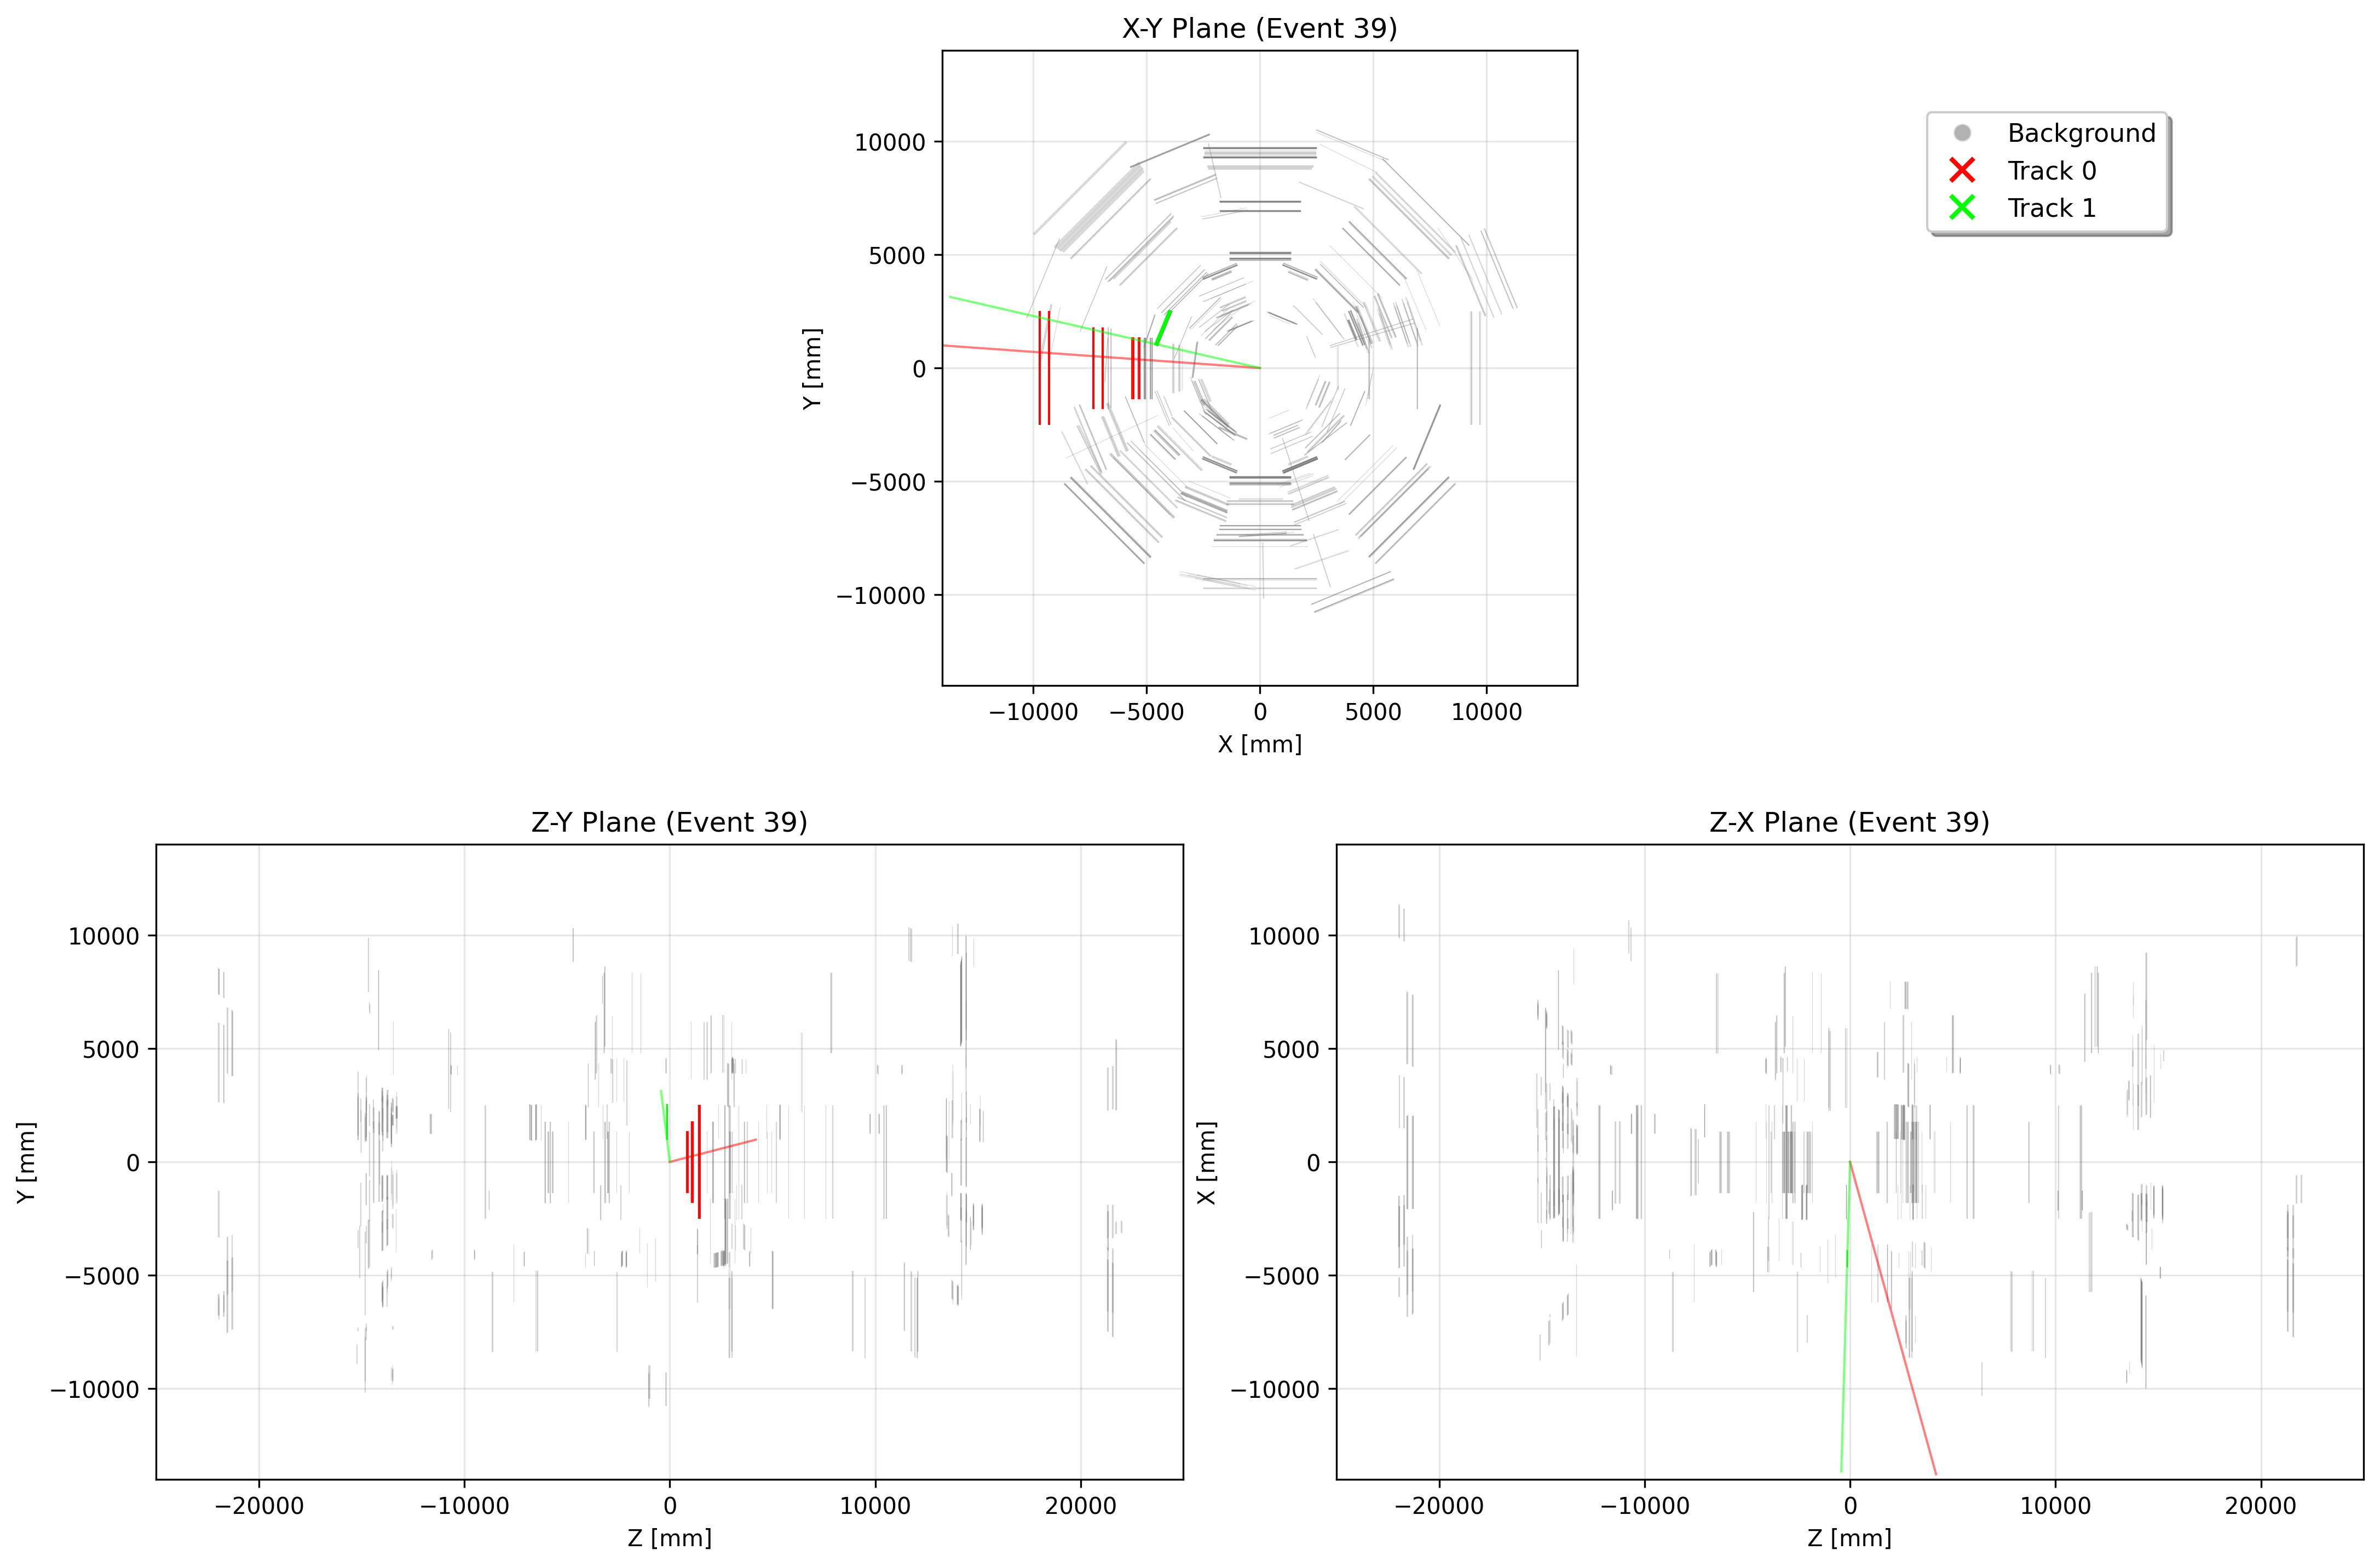 X-Y Plane (Event 39)
Background
Track 0
Track 1
10000
5000
0
−5000
−10000
Y [mm]
−10000 −5000 0 5000 10000
X [mm]
Z-Y Plane (Event 39)
10000
5000
0
−5000
−10000
Y [mm]
−20000 −10000 0 10000 20000
Z [mm]
Z-X Plane (Event 39)
10000
5000
0
−5000
−10000
X [mm]
−20000 −10000 0 10000 20000
Z [mm]